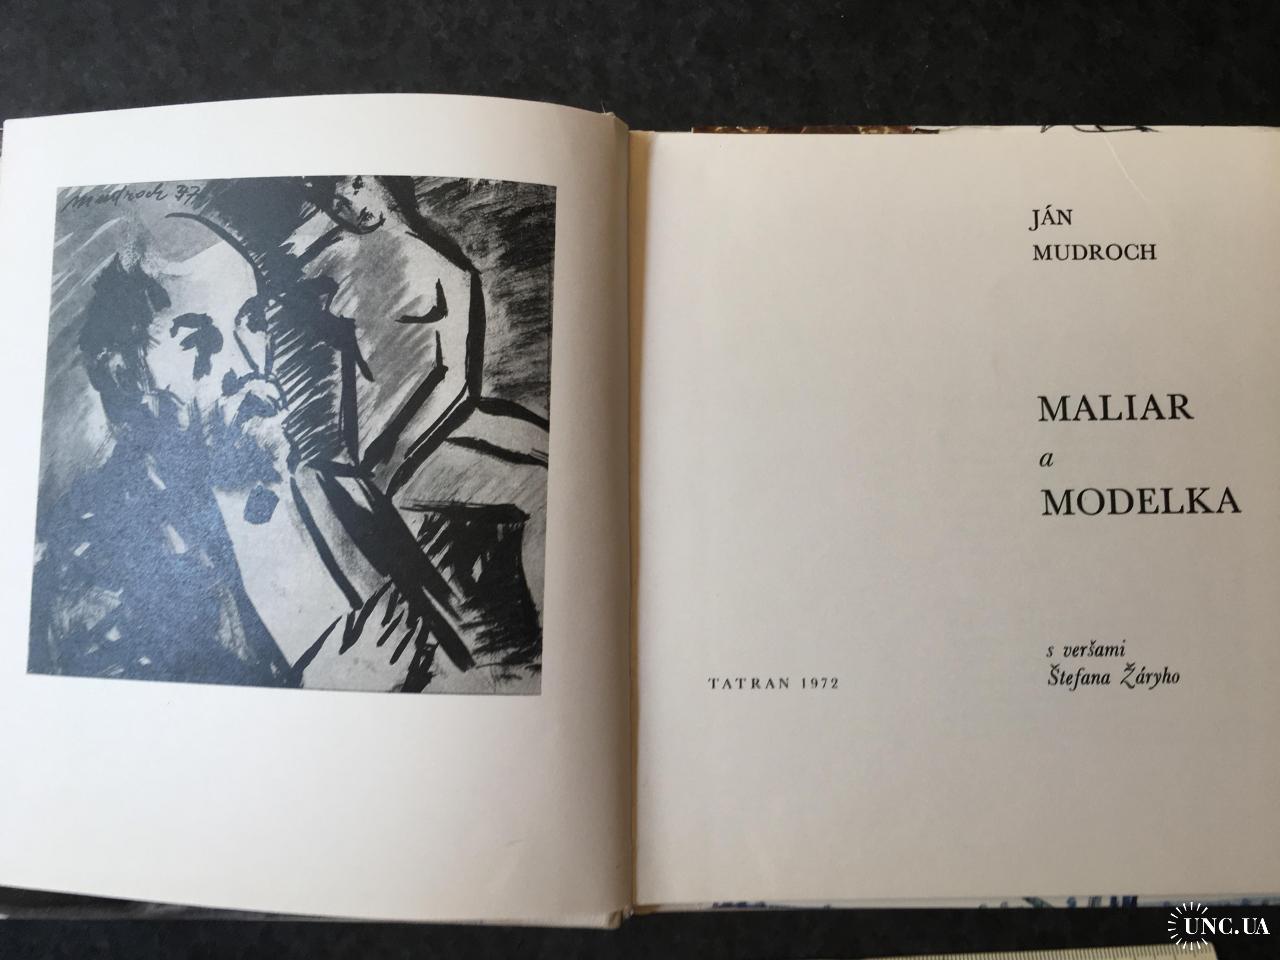 Mudroch 37
JÁN
MUDROCH
MALIAR
a
MODELKA
s veršami
Štefana Žáryho
TATRAN 1972
UNC.UA